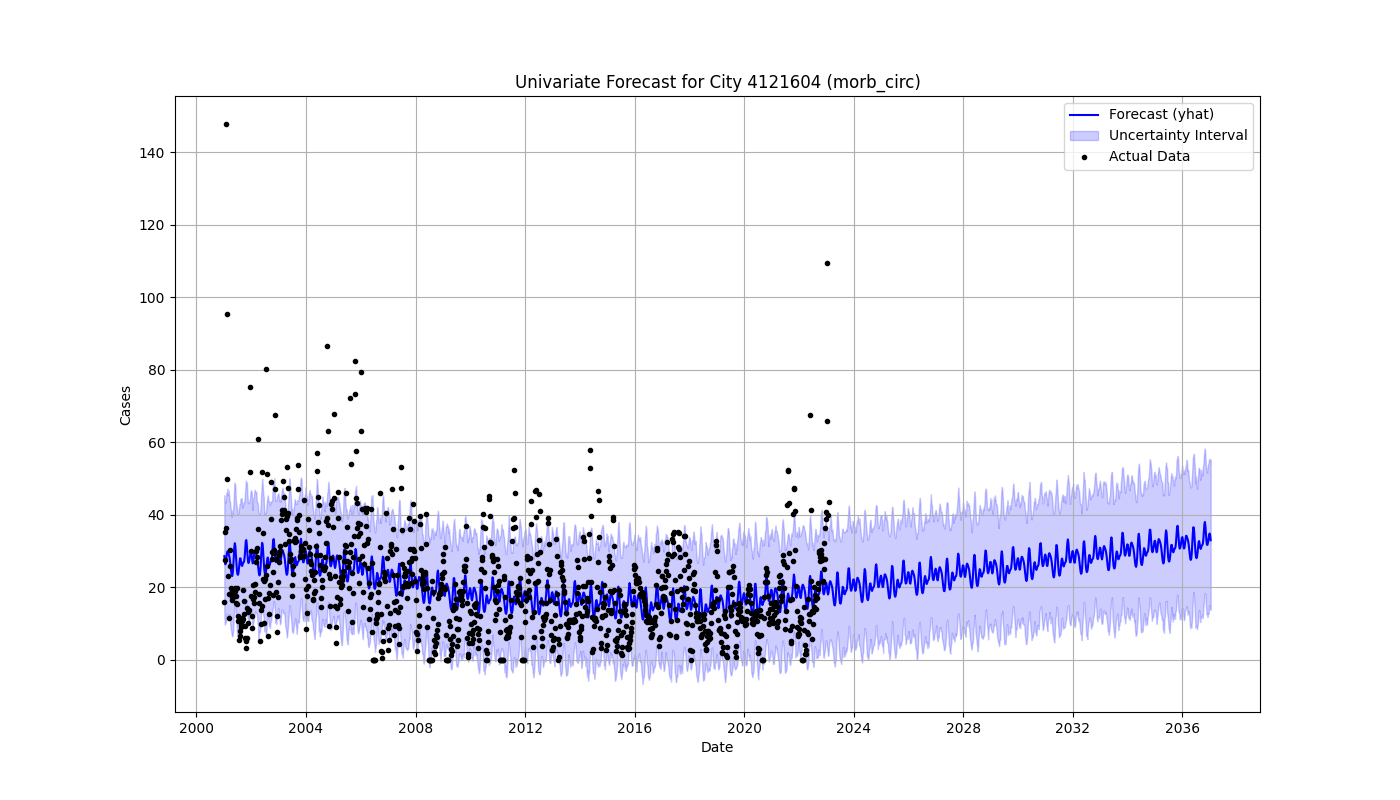 Univariate Forecast for City 4121604 (morb_circ)
Forecast (yhat)
Uncertainty Interval
Actual Data
140
120
100
80
60
40
20
0
Cases
2000 2004 2008 2012 2016 2020 2024 2028 2032 2036
Date